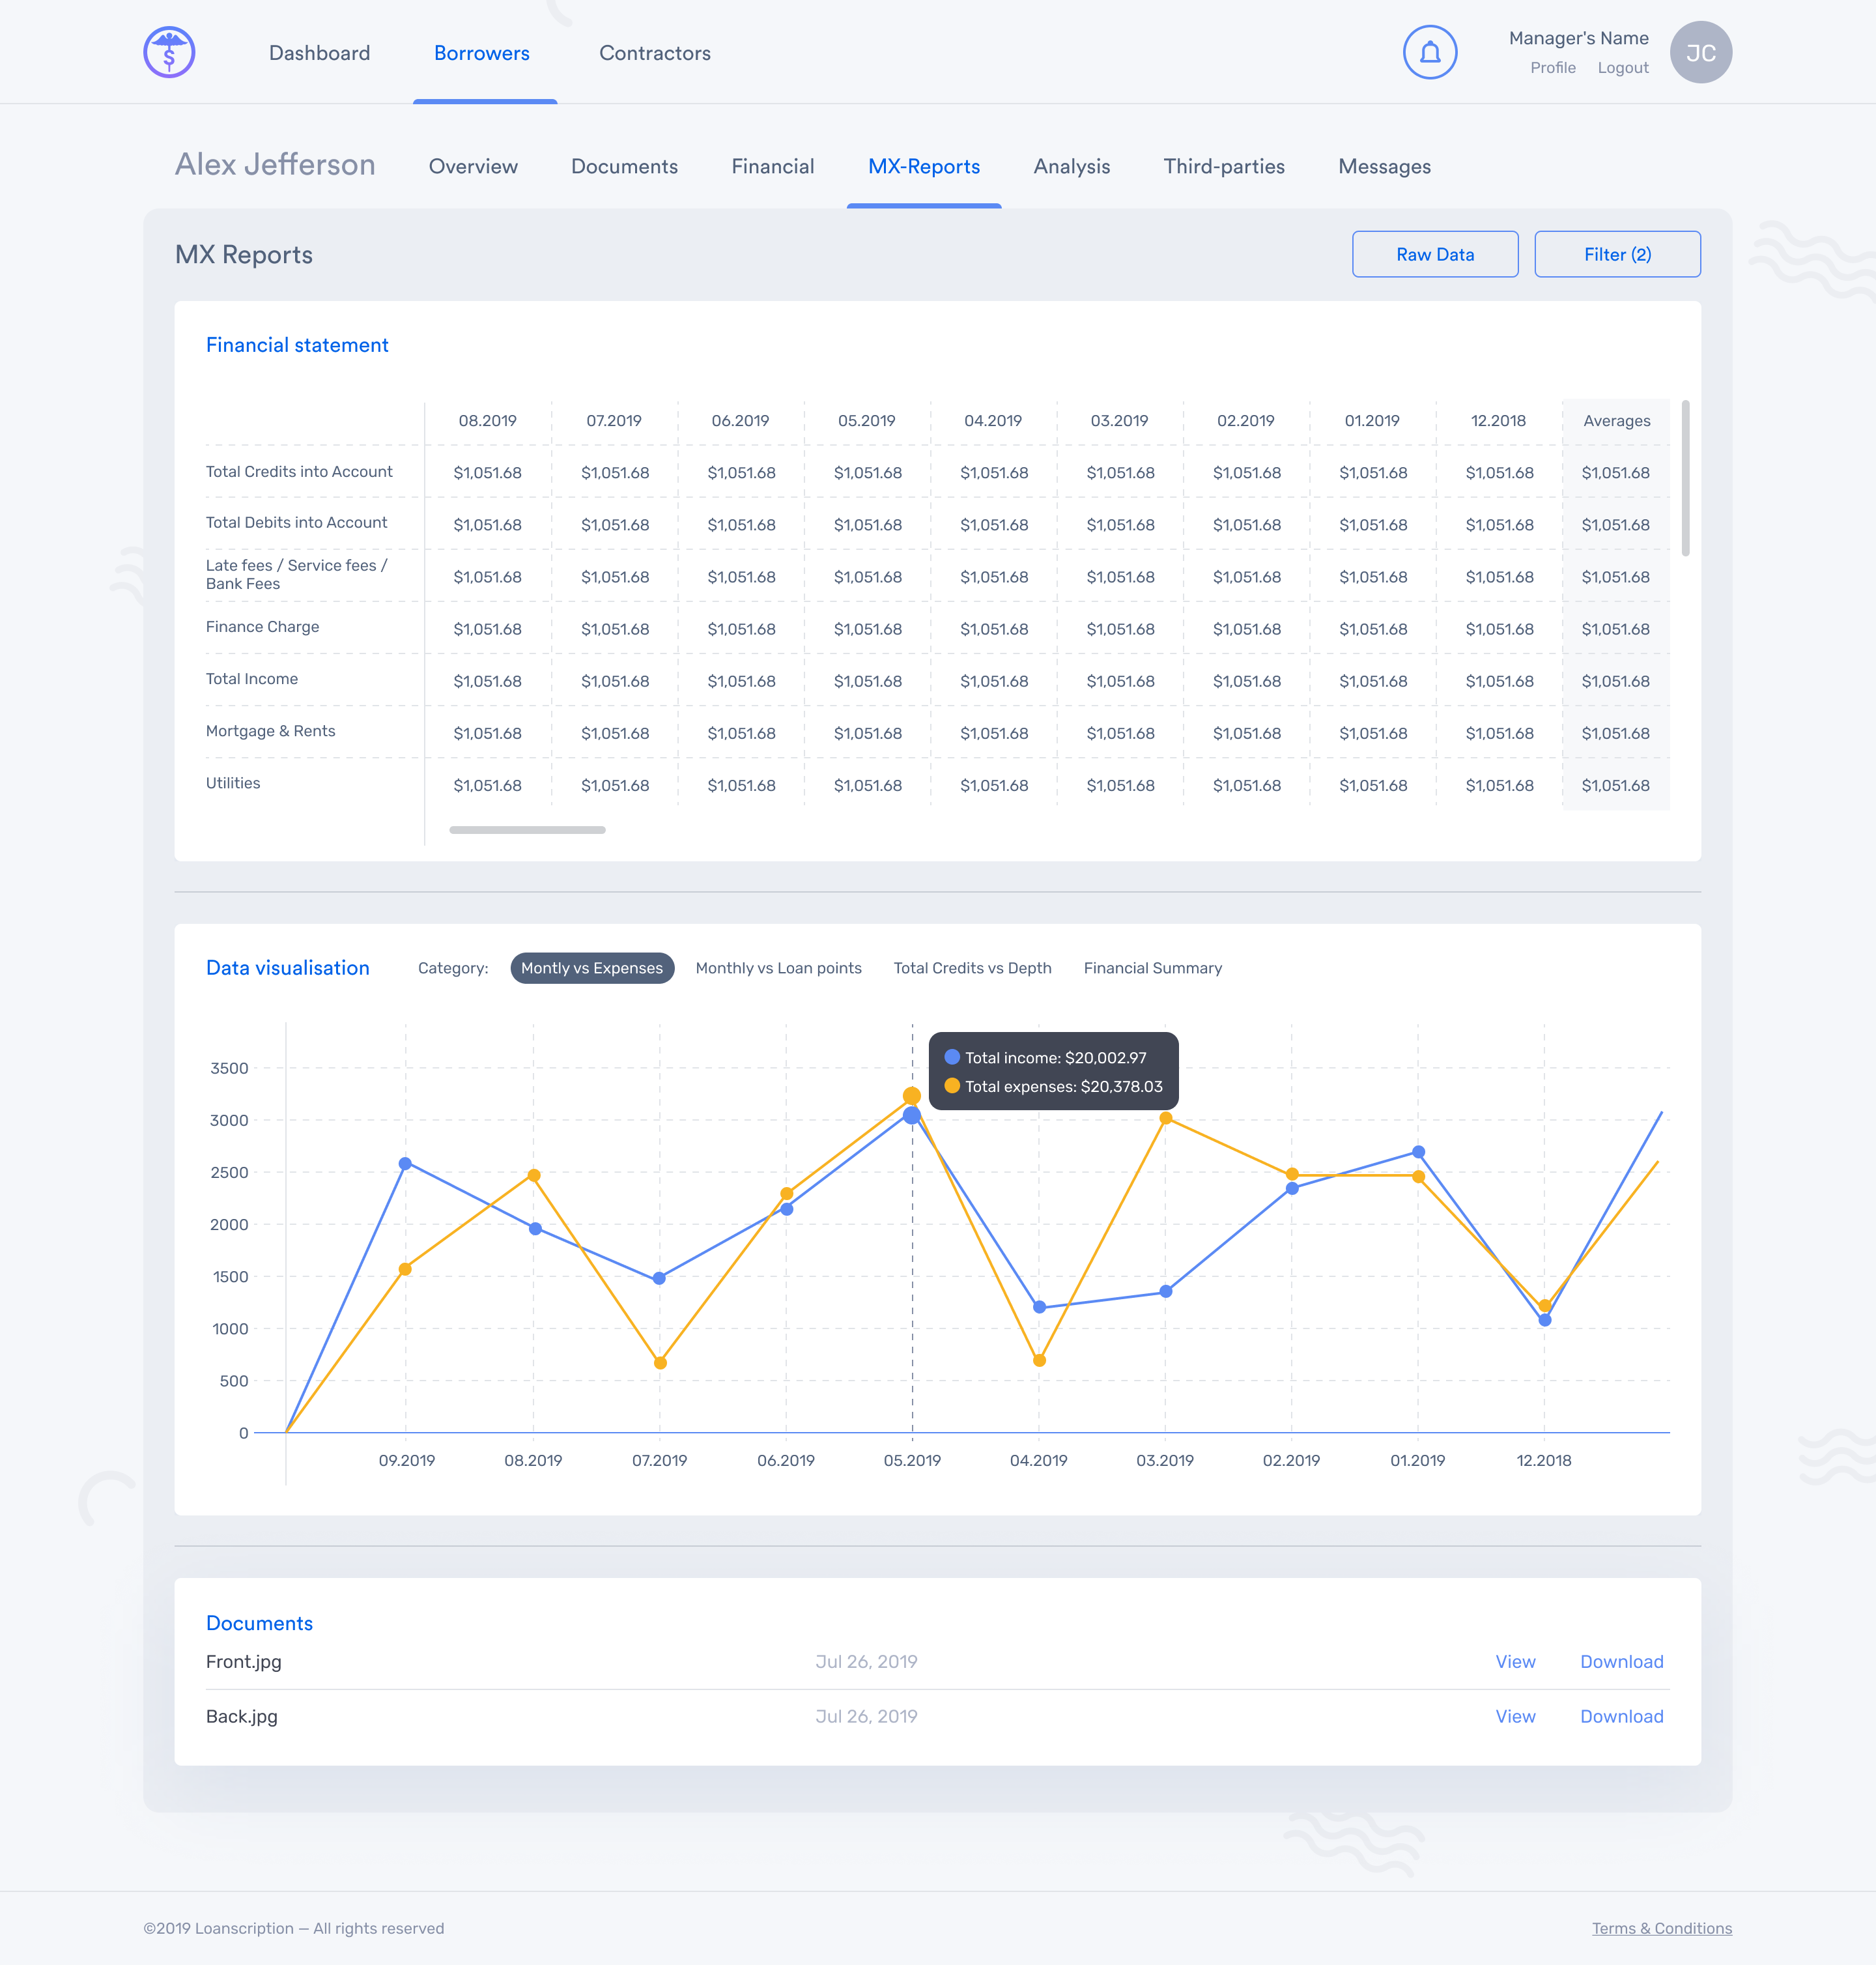 $
Dashboard Borrowers Contractors
Manager's Name
Profile Logout
JC
Alex Jefferson Overview Documents Financial MX-Reports Analysis Third-parties Messages
MX Reports Raw Data Filter (2)
Financial statement
08.2019 07.2019 06.2019 05.2019 04.2019 03.2019 02.2019 01.2019 12.2018 Averages
Total Credits into Account $1,051.68 $1,051.68 $1,051.68 $1,051.68 $1,051.68 $1,051.68 $1,051.68 $1,051.68 $1,051.68 $1,051.68
Total Debits into Account $1,051.68 $1,051.68 $1,051.68 $1,051.68 $1,051.68 $1,051.68 $1,051.68 $1,051.68 $1,051.68 $1,051.68
Late fees / Service fees /
Bank Fees $1,051.68 $1,051.68 $1,051.68 $1,051.68 $1,051.68 $1,051.68 $1,051.68 $1,051.68 $1,051.68 $1,051.68
Finance Charge $1,051.68 $1,051.68 $1,051.68 $1,051.68 $1,051.68 $1,051.68 $1,051.68 $1,051.68 $1,051.68 $1,051.68
Total Income $1,051.68 $1,051.68 $1,051.68 $1,051.68 $1,051.68 $1,051.68 $1,051.68 $1,051.68 $1,051.68 $1,051.68
Mortgage & Rents $1,051.68 $1,051.68 $1,051.68 $1,051.68 $1,051.68 $1,051.68 $1,051.68 $1,051.68 $1,051.68 $1,051.68
Utilities $1,051.68 $1,051.68 $1,051.68 $1,051.68 $1,051.68 $1,051.68 $1,051.68 $1,051.68 $1,051.68 $1,051.68
Data visualisation Category: Montly vs Expenses Monthly vs Loan points Total Credits vs Depth Financial Summary
Total income: $20,002.97
Total expenses: $20,378.03
3500
3000
2500
2000
1500
1000
500
0
09.2019 08.2019 07.2019 06.2019 05.2019 04.2019 03.2019 02.2019 01.2019 12.2018
Documents
Front.jpg Jul 26, 2019 View Download
Back.jpg Jul 26, 2019 View Download
©2019 Loanscription — All rights reserved Terms & Conditions